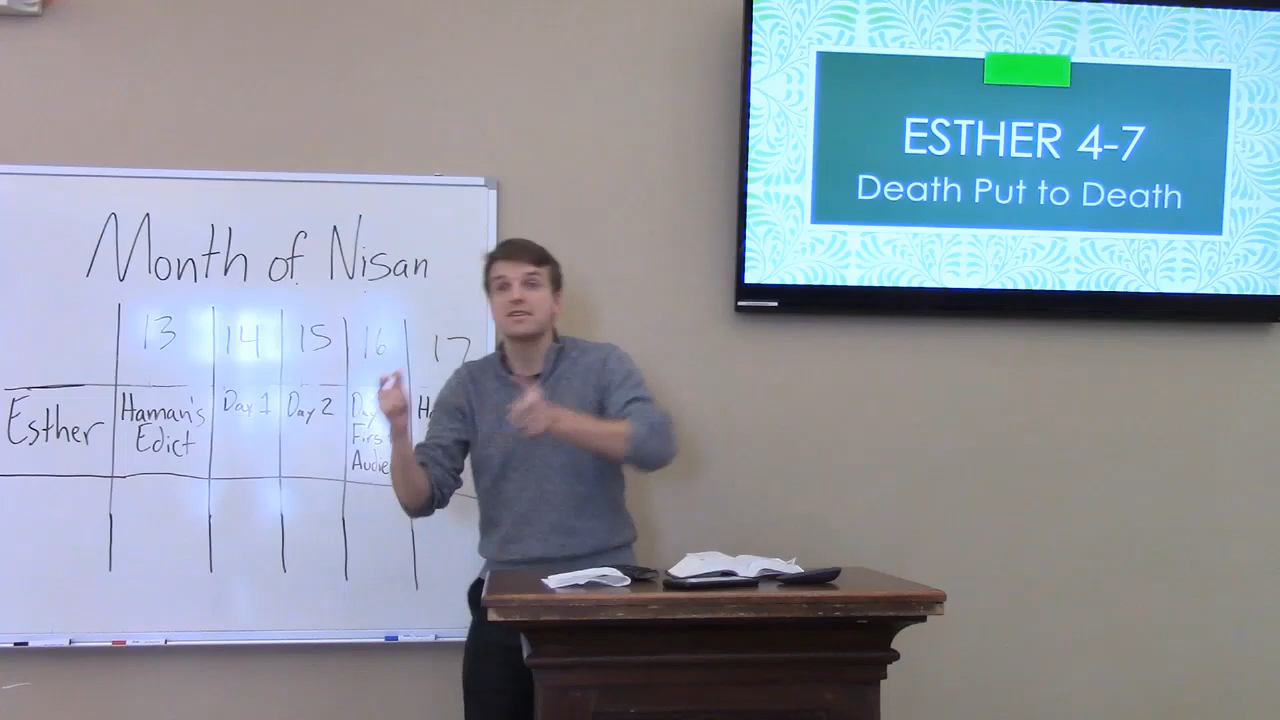 Month of Nisan
13 14 15 16 17
Esther
Haman's
Edict
Day 1
Day 2
Day
ESTHER 4-7
Death Put to Death